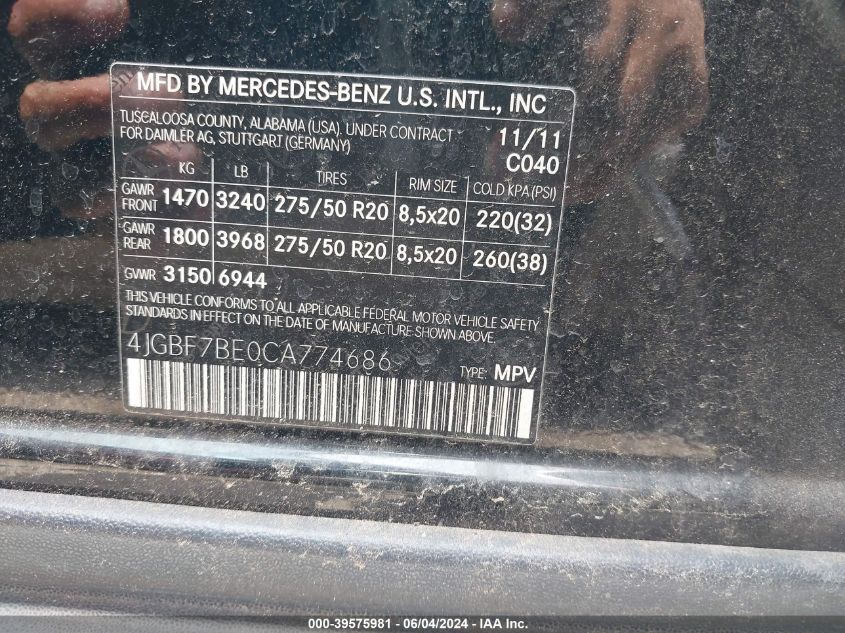 MFD BY MERCEDES-BENZ U.S. INTL., INC
TUSCALOOSA COUNTY, ALABAMA (USA). UNDER CONTRACT 11/11
FOR DAIMLER AG, STUTTGART (GERMANY) C040
KG LB TIRES RIM SIZE COLD KPA (PSI)
GAWR FRONT 1470 3240 275/50 R20 8,5x20 220(32)
GAWR REAR 1800 3968 275/50 R20 8,5x20 260(38)
GVWR 3150 6944
THIS VEHICLE CONFORMS TO ALL APPLICABLE FEDERAL MOTOR VEHICLE SAFETY
STANDARDS IN EFFECT ON THE DATE OF MANUFACTURE SHOWN ABOVE.
4JGBF7BE0CA774686 TYPE: MPV
000-39575981 - 06/04/2024 - IAA Inc.